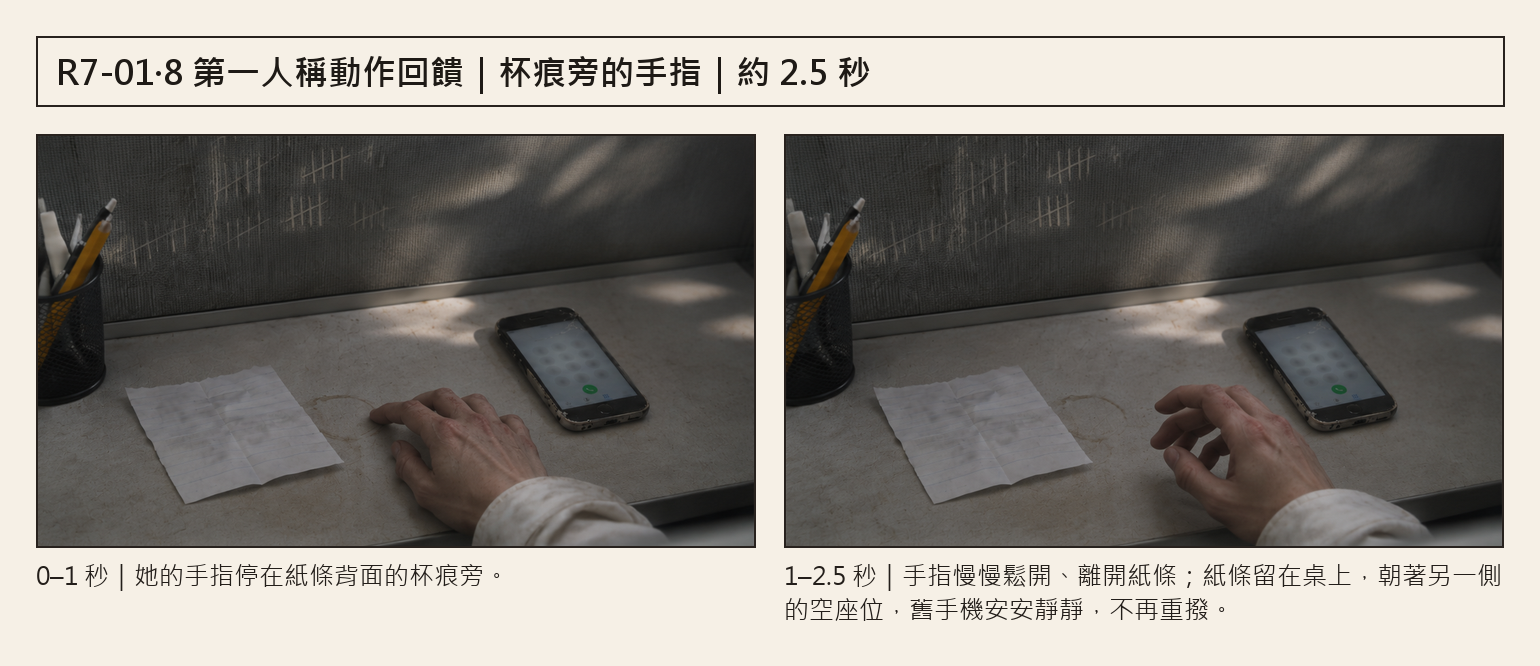 R7-01·8 第一人稱動作回饋｜杯痕旁的手指｜約 2.5 秒
0–1 秒｜她的手指停在紙條背面的杯痕旁。
1–2.5 秒｜手指慢慢鬆開、離開紙條；紙條留在桌上，朝著另一側
的空座位，舊手機安安靜靜，不再重撥。